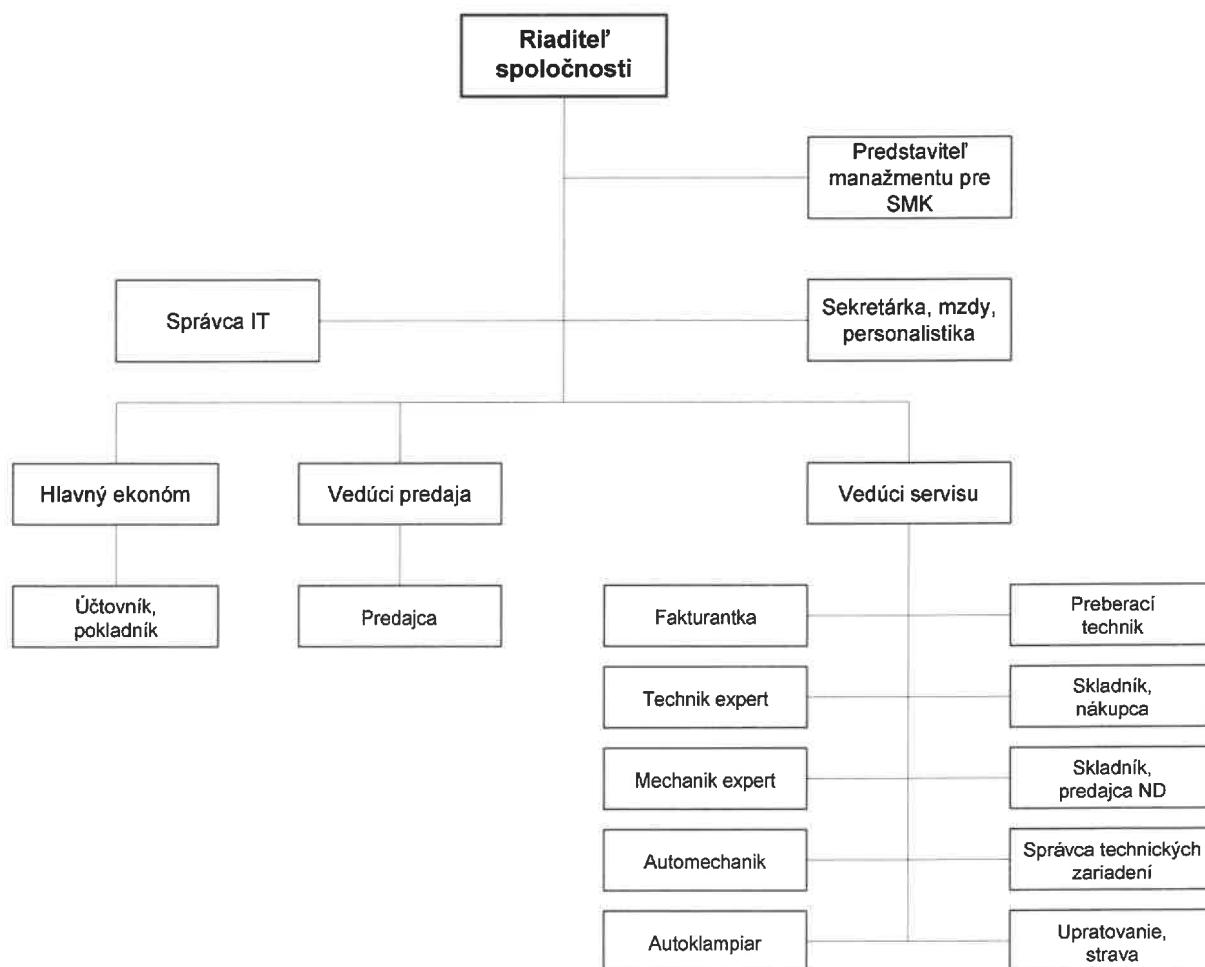 Riaditeľ
spoločnosti
Predstaviteľ
manažmentu pre
SMK
Správca IT
Sekretárka, mzdy,
personalistika
Hlavný ekonóm
Vedúci predaja
Vedúci servisu
Účtovník,
pokladník
Predajca
Fakturantka
Preberací
technik
Technik expert
Skladník,
nákupca
Mechanik expert
Skladník,
predajca ND
Automechanik
Správca technických
zariadení
Autoklampiar
Upratovanie,
strava